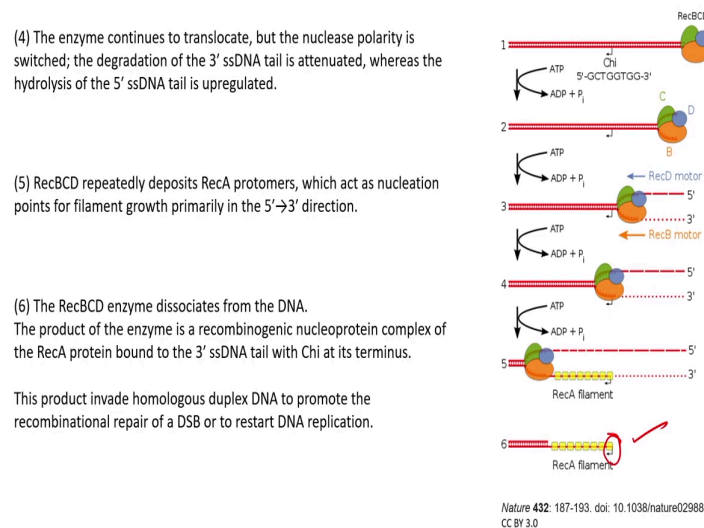 (4) The enzyme continues to translocate, but the nuclease polarity is
switched; the degradation of the 3′ ssDNA tail is attenuated, whereas the
hydrolysis of the 5′ ssDNA tail is upregulated.
(5) RecBCD repeatedly deposits RecA protomers, which act as nucleation
points for filament growth primarily in the 5′→3′ direction.
(6) The RecBCD enzyme dissociates from the DNA.
The product of the enzyme is a recombinogenic nucleoprotein complex of
the RecA protein bound to the 3′ ssDNA tail with Chi at its terminus.
This product invade homologous duplex DNA to promote the
recombinational repair of a DSB or to restart DNA replication.
RecBCD
1
Chi
5'-GCTGGTGG-3'
ATP
ADP + Pi
C
D
2
B
ATP
ADP + Pi
RecD motor
5'
3
3'
RecB motor
ATP
ADP + Pi
5'
4
3'
ATP
ADP + Pi
5'
5
3'
RecA filament
6
RecA filament
Nature 432: 187-193. doi: 10.1038/nature02988
CC BY 3.0